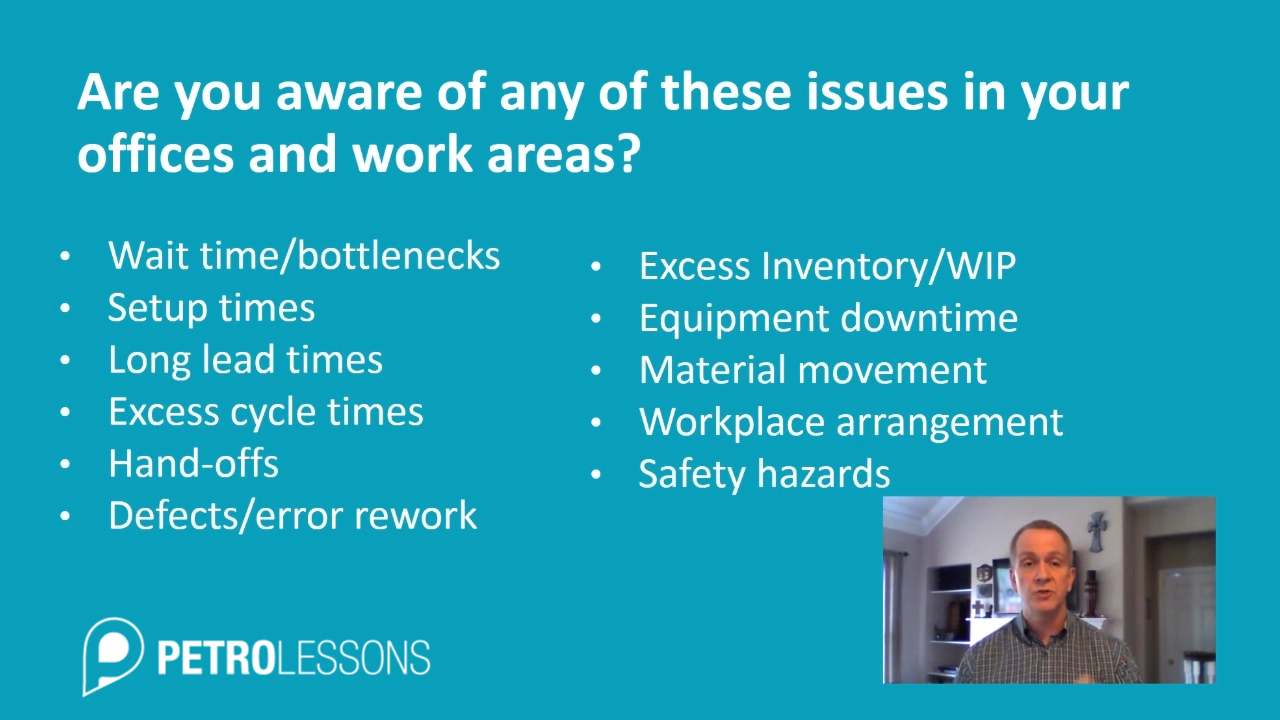 Are you aware of any of these issues in your
offices and work areas?
• Wait time/bottlenecks
• Setup times
• Long lead times
• Excess cycle times
• Hand-offs
• Defects/error rework
• Excess Inventory/WIP
• Equipment downtime
• Material movement
• Workplace arrangement
• Safety hazards
PETROLESSONS